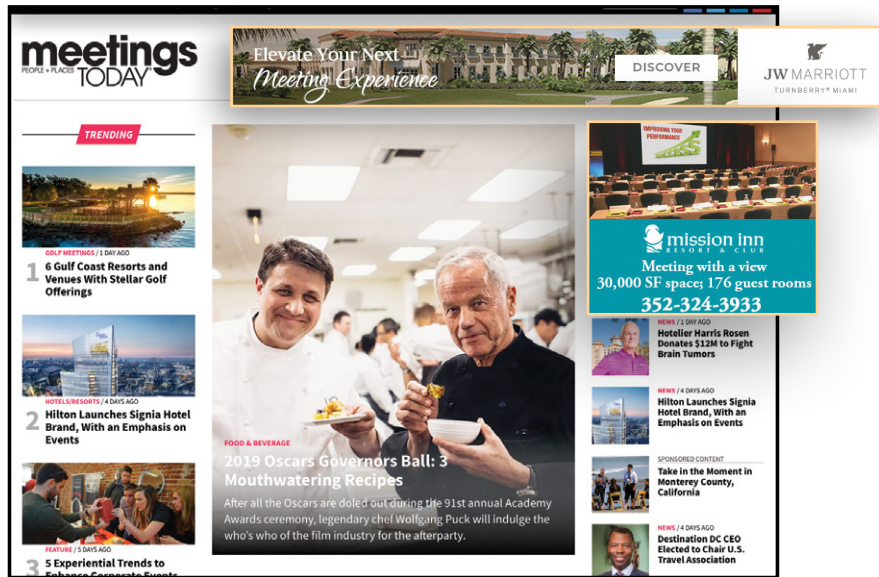 meetings
PEOPLE + PLACES
TODAY
Elevate Your Next
Meeting Experience
DISCOVER
JW MARRIOTT
TURNBERRY® MIAMI
TRENDING
GOLF MEETINGS / 1 DAY AGO
1
6 Gulf Coast Resorts and
Venues With Stellar Golf
Offerings
HOTELS/RESORTS / 4 DAYS AGO
2
Hilton Launches Signia Hotel
Brand, With an Emphasis on
Events
FEATURE / 5 DAYS AGO
3
5 Experiential Trends to
Enhance Corporate Events
FOOD & BEVERAGE
2019 Oscars Governors Ball: 3
Mouthwatering Recipes
After all the Oscars are doled out during the 91st annual Academy
Awards ceremony, legendary chef Wolfgang Puck will indulge the
who's who of the film industry for the afterparty.
IMPROVING YOUR
PERFORMANCE
mission inn
RESORT & CLUB
Meeting with a view
30,000 SF space; 176 guest rooms
352-324-3933
NEWS / 1 DAY AGO
Hotelier Harris Rosen
Donates $12M to Fight
Brain Tumors
NEWS / 4 DAYS AGO
Hilton Launches Signia
Hotel Brand, With an
Emphasis on Events
SPONSORED CONTENT
Take in the Moment in
Monterey County,
California
NEWS / 4 DAYS AGO
Destination DC CEO
Elected to Chair U.S.
Travel Association